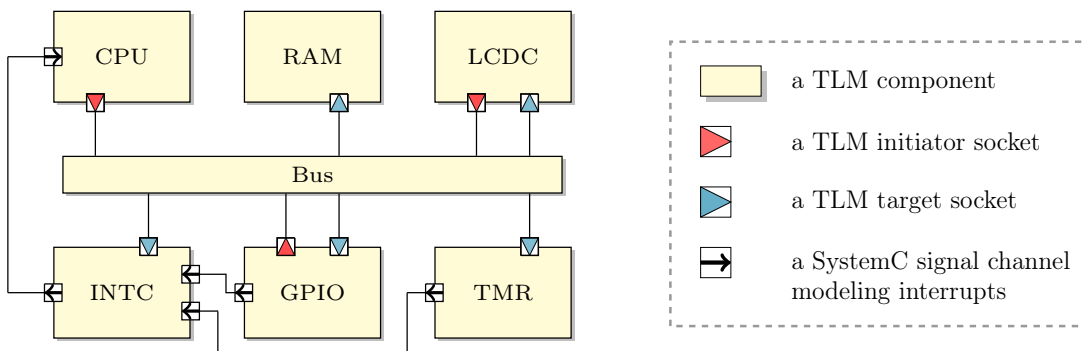 CPU
RAM
LCDC
Bus
INTC
GPIO
TMR
a TLM component
a TLM initiator socket
a TLM target socket
a SystemC signal channel
modeling interrupts